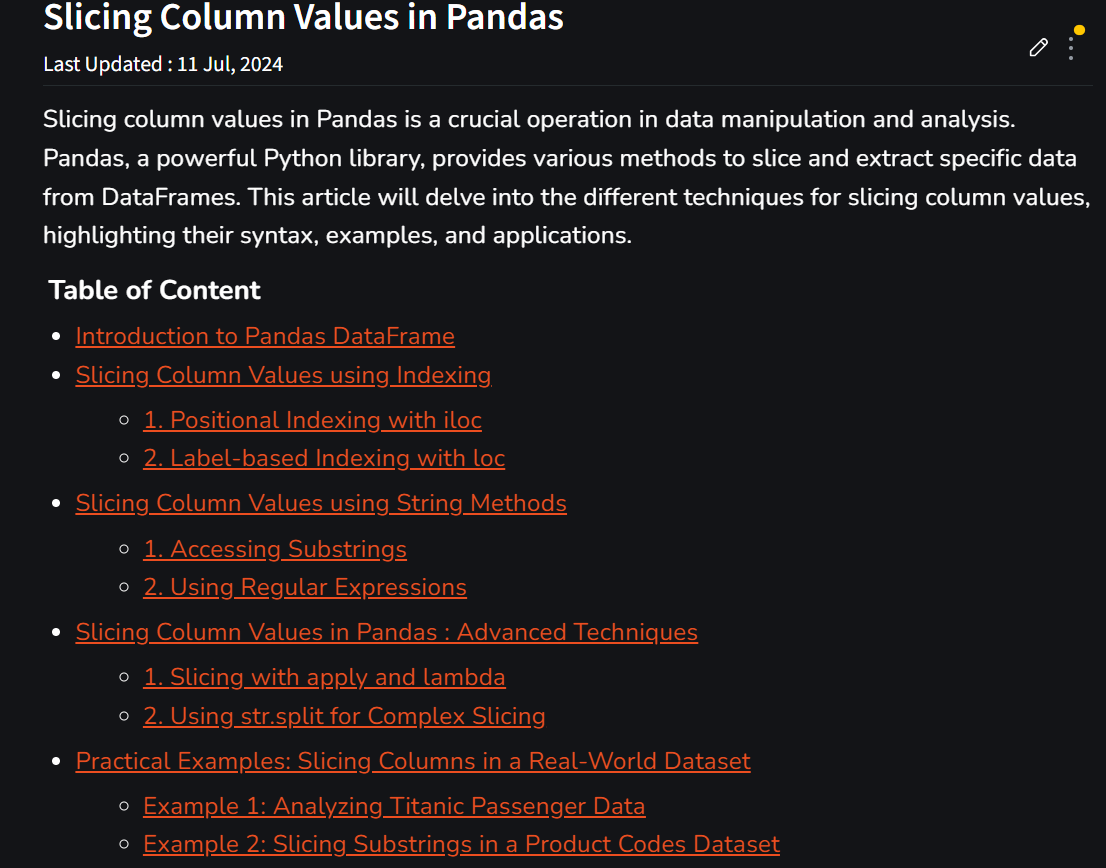 Slicing Column Values in Pandas
Last Updated : 11 Jul, 2024
Slicing column values in Pandas is a crucial operation in data manipulation and analysis.
Pandas, a powerful Python library, provides various methods to slice and extract specific data
from DataFrames. This article will delve into the different techniques for slicing column values,
highlighting their syntax, examples, and applications.
Table of Content
Introduction to Pandas DataFrame
Slicing Column Values using Indexing
1. Positional Indexing with iloc
2. Label-based Indexing with loc
Slicing Column Values using String Methods
1. Accessing Substrings
2. Using Regular Expressions
Slicing Column Values in Pandas : Advanced Techniques
1. Slicing with apply and lambda
2. Using str.split for Complex Slicing
Practical Examples: Slicing Columns in a Real-World Dataset
Example 1: Analyzing Titanic Passenger Data
Example 2: Slicing Substrings in a Product Codes Dataset